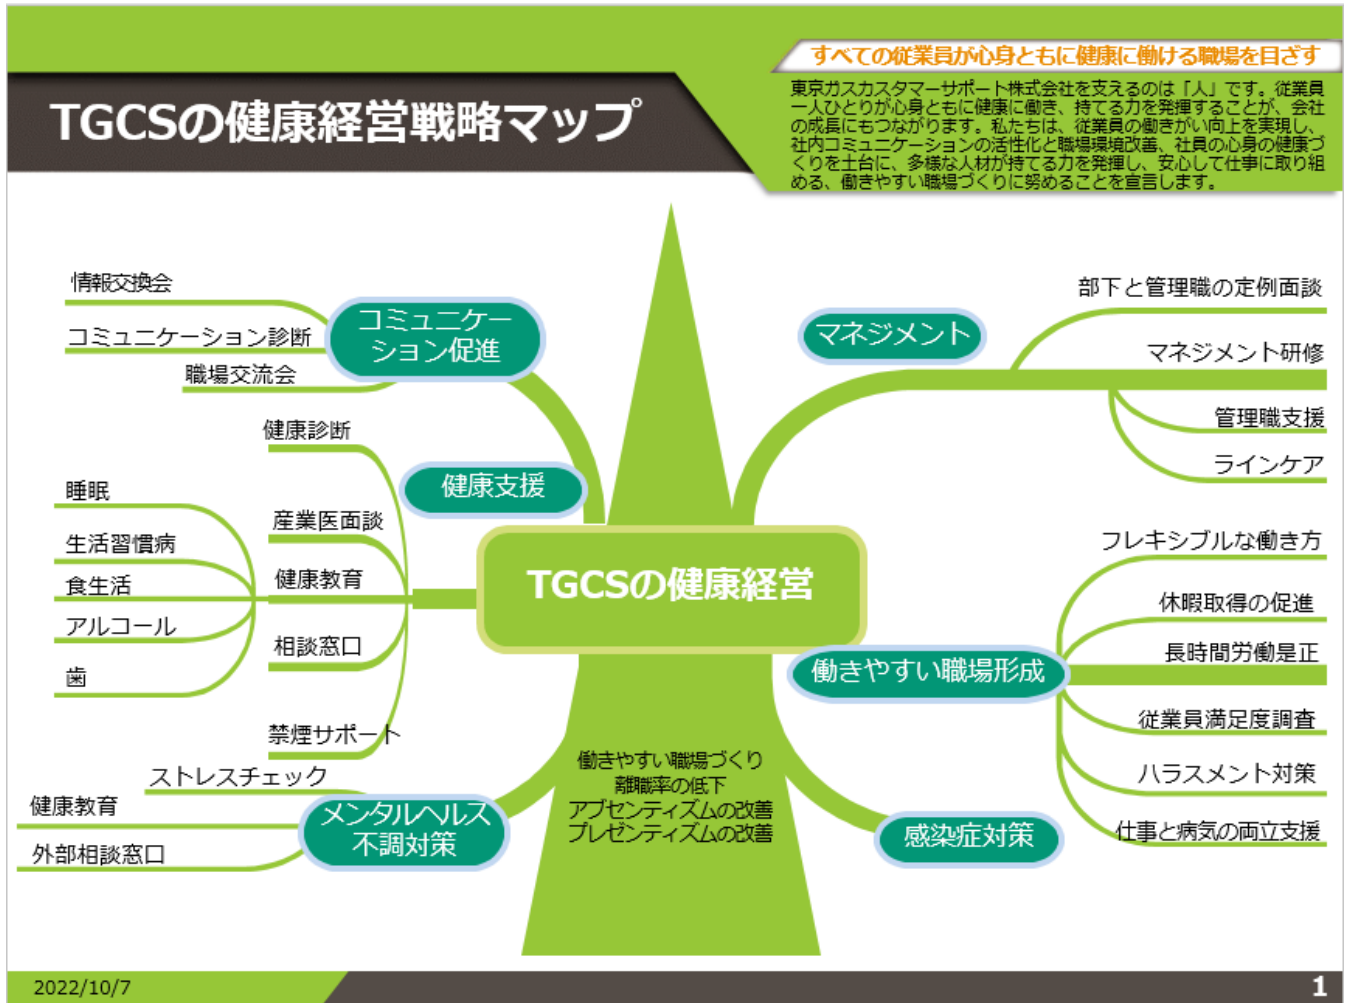 すべての従業員が心身ともに健康に働ける職場を目ざす
TGCSの健康経営戦略マップ
東京ガスカスタマーサポート株式会社を支えるのは「人」です。従業員
一人ひとりが心身ともに健康に働き、持てる力を発揮することが、会社
の成長にもつながります。私たちは、従業員の働きがい向上を実現し、
社内コミュニケーションの活性化と職場環境改善、社員の心身の健康づ
くりを土台に、多様な人材が持てる力を発揮し、安心して仕事に取り組
める、働きやすい職場づくりに努めることを宣言します。
コミュニケー
ション促進
情報交換会
コミュニケーション診断
職場交流会
健康支援
健康診断
産業医面談
健康教育
相談窓口
禁煙サポート
睡眠
生活習慣病
食生活
アルコール
歯
メンタルヘルス
不調対策
ストレスチェック
健康教育
外部相談窓口
TGCSの健康経営
働きやすい職場づくり
離職率の低下
アブセンティズムの改善
プレゼンティズムの改善
マネジメント
部下と管理職の定例面談
マネジメント研修
管理職支援
ラインケア
働きやすい職場形成
フレキシブルな働き方
休暇取得の促進
長時間労働是正
従業員満足度調査
ハラスメント対策
仕事と病気の両立支援
感染症対策
2022/10/7
1